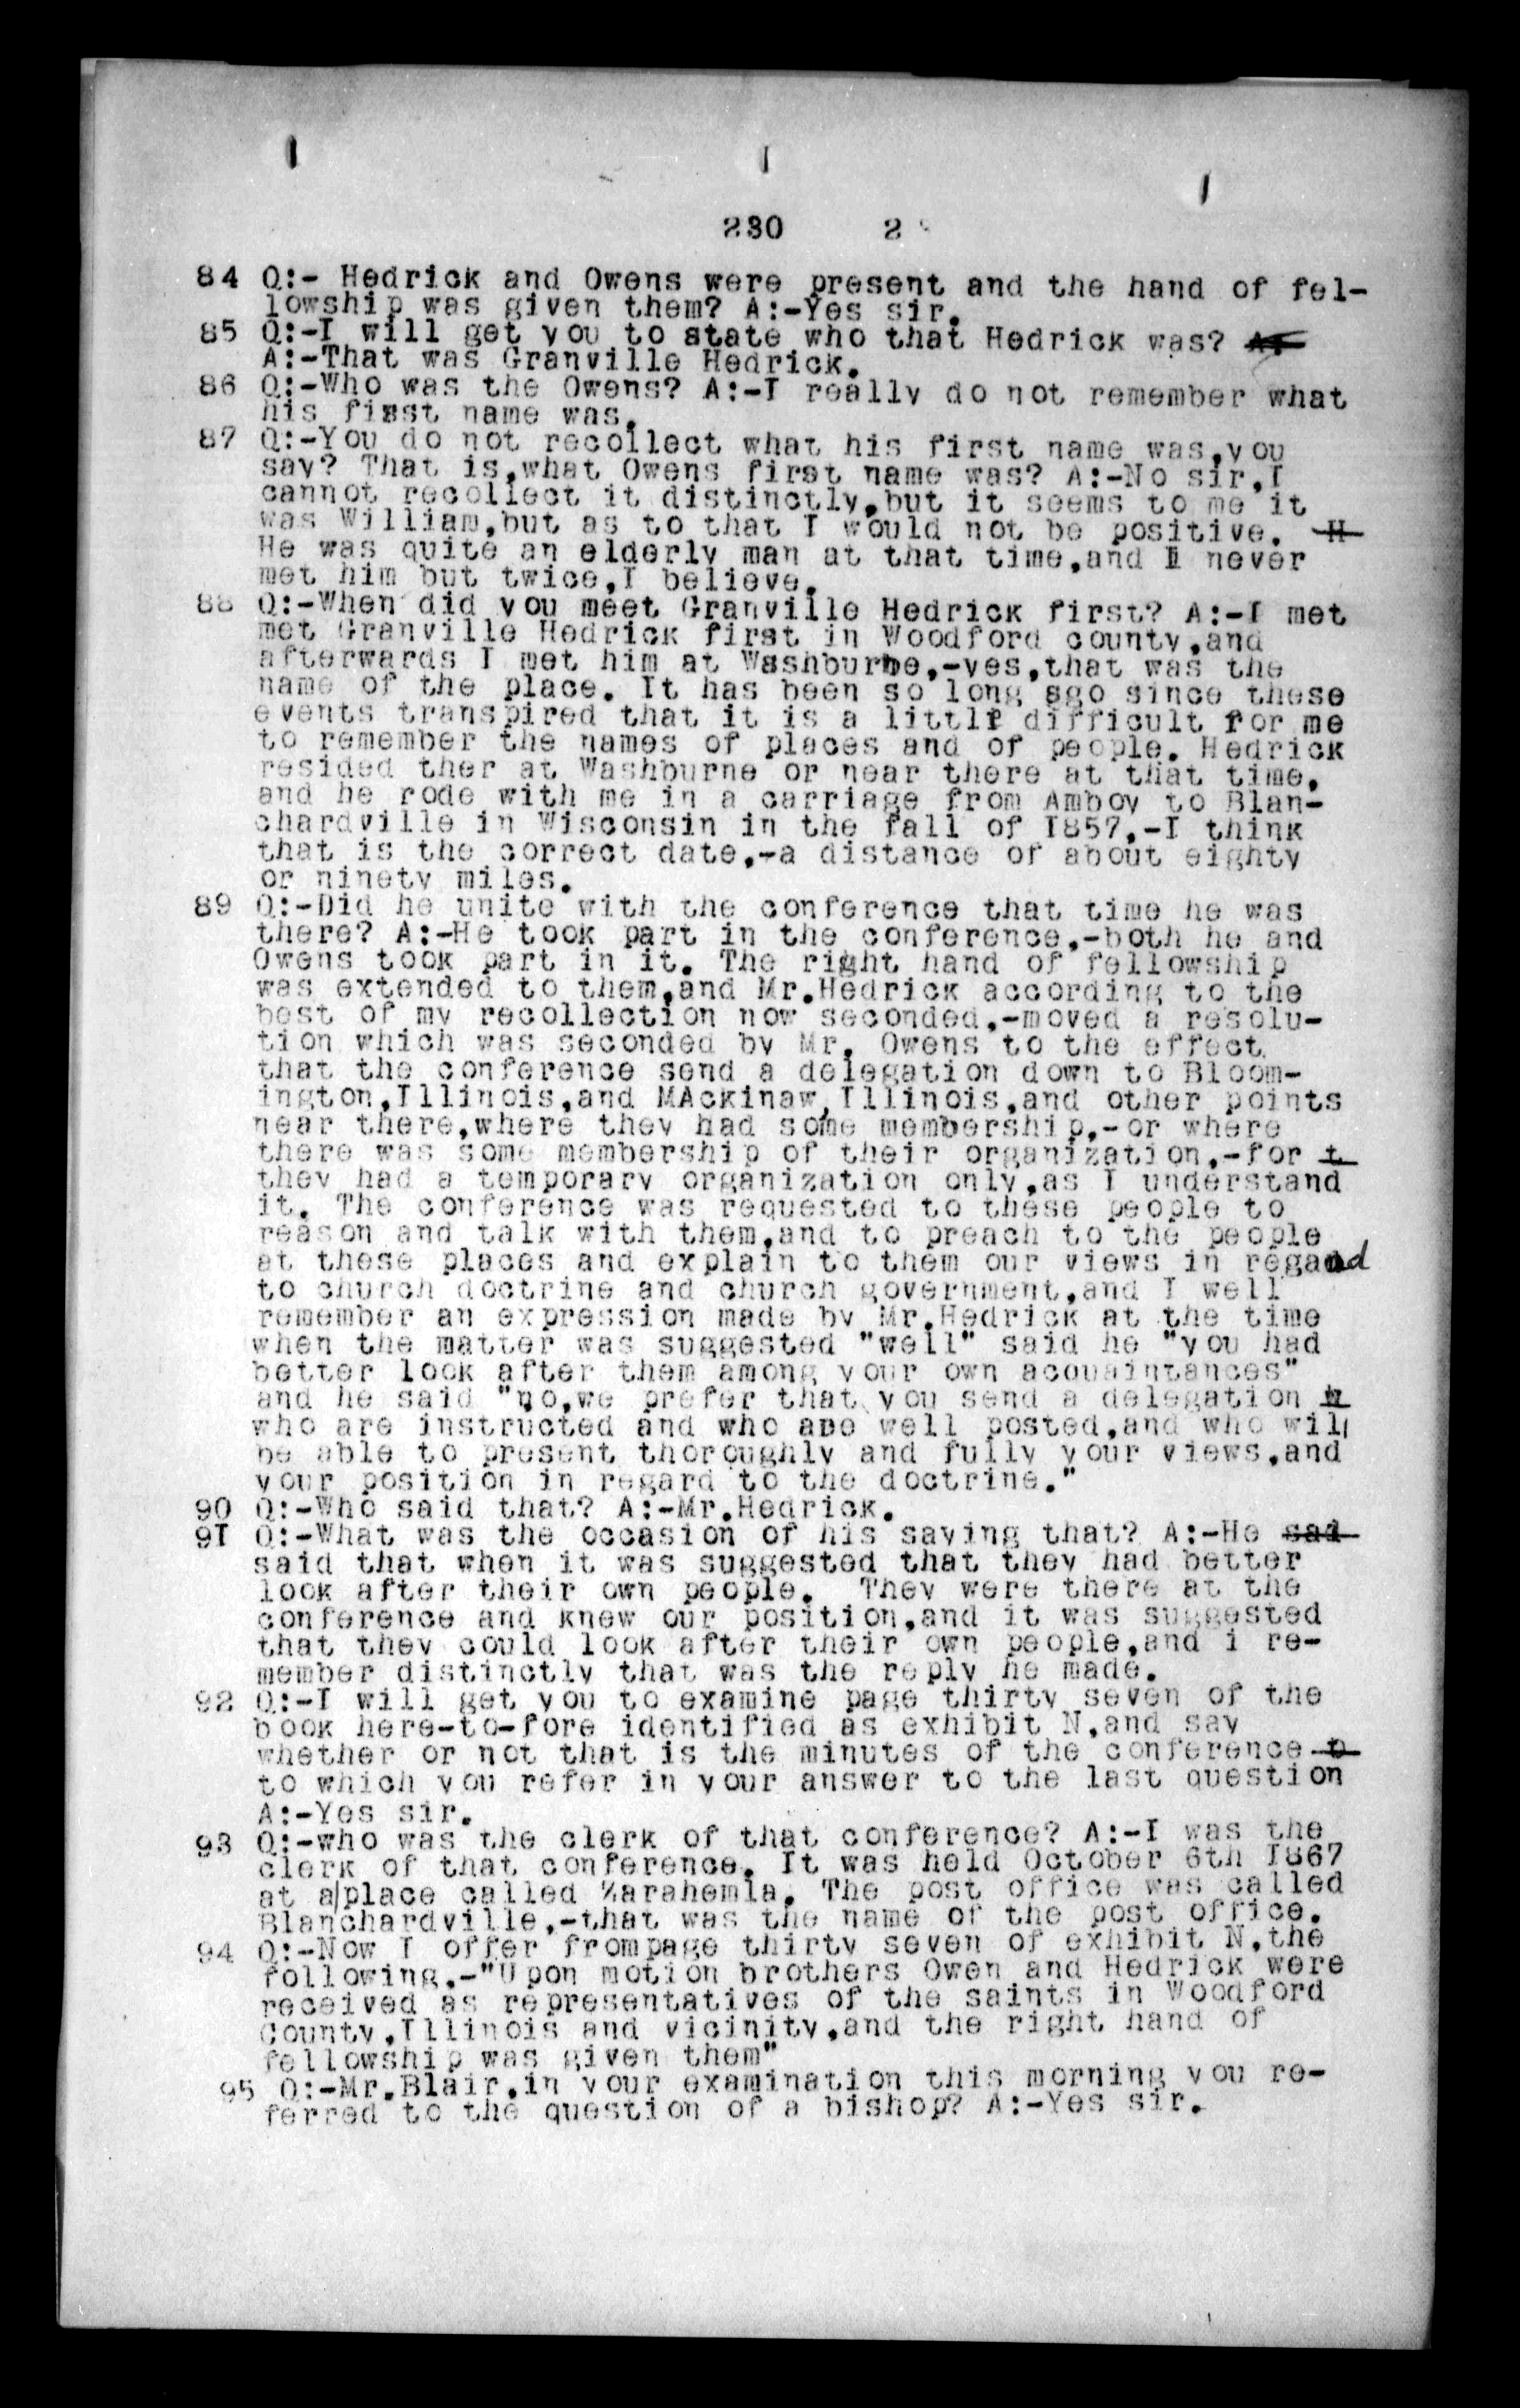 230 2
84 Q:- Hedrick and Owens were present and the hand of fel-
lowship was given them? A:-Yes sir.
85 Q:-I will get you to state who that Hedrick was? A:
A:-That was Granville Hedrick.
86 Q:-Who was the Owens? A:-I really do not remember what
his first name was.
87 Q:-You do not recollect what his first name was,you
say? That is,what Owens first name was? A:-No sir,I
cannot recollect it distinctly,but it seems to me it
was William,but as to that I would not be positive. H
He was quite an elderly man at that time,and I never
met him but twice,I believe.
88 Q:-When did you meet Granville Hedrick first? A:-I met
met Granville Hedrick first in Woodford county,and
afterwards I met him at Washburne,-yes,that was the
name of the place. It has been so long ago since these
events transpired that it is a little difficult for me
to remember the names of places and of people. Hedrick
resided ther at Washburne or near there at that time,
and he rode with me in a carriage from Amboy to Blan-
chardville in Wisconsin in the fall of I857,-I think
that is the correct date,-a distance of about eighty
or ninety miles.
89 Q:-Did he unite with the conference that time he was
there? A:-He took part in the conference,-both he and
Owens took part in it. The right hand of fellowship
was extended to them,and Mr.Hedrick according to the
best of my recollection now seconded,-moved a resolu-
tion which was seconded by Mr. Owens to the effect
that the conference send a delegation down to Bloom-
ington,Illinois,and MAckinaw,Illinois,and other points
near there,where they had some membership,-or where
there was some membership of their organization,-for t
they had a temporary organization only,as I understand
it. The conference was requested to these people to
reason and talk with them,and to preach to the people
at these places and explain to them our views in regard
to church doctrine and church government,and I well
remember an expression made by Mr.Hedrick at the time
when the matter was suggested "well" said he "you had
better look after them among your own acquaintances"
and he said "no,we prefer that you send a delegation w
who are instructed and who are well posted,and who will
be able to present thoroughly and fully your views,and
your position in regard to the doctrine."
90 Q:-Who said that? A:-Mr.Hedrick.
9I Q:-What was the occasion of his saying that? A:-He sai
said that when it was suggested that they had better
look after their own people. They were there at the
conference and knew our position,and it was suggested
that they could look after their own people,and i re-
member distinctly that was the reply he made.
92 Q:-I will get you to examine page thirty seven of the
book here-to-fore identified as exhibit N,and say
whether or not that is the minutes of the conference t
to which you refer in your answer to the last question
A:-Yes sir.
93 Q:-who was the clerk of that conference? A:-I was the
clerk of that conference. It was held October 6th I867
at a|place called Zarahemla. The post office was called
Blanchardville,-that was the name of the post office.
94 Q:-Now I offer frompage thirty seven of exhibit N,the
following,-"Upon motion brothers Owen and Hedrick were
received as representatives of the saints in Woodford
County,Illinois and vicinity,and the right hand of
fellowship was given them"
95 Q:-Mr.Blair,in your examination this morning you re-
ferred to the question of a bishop? A:-Yes sir.